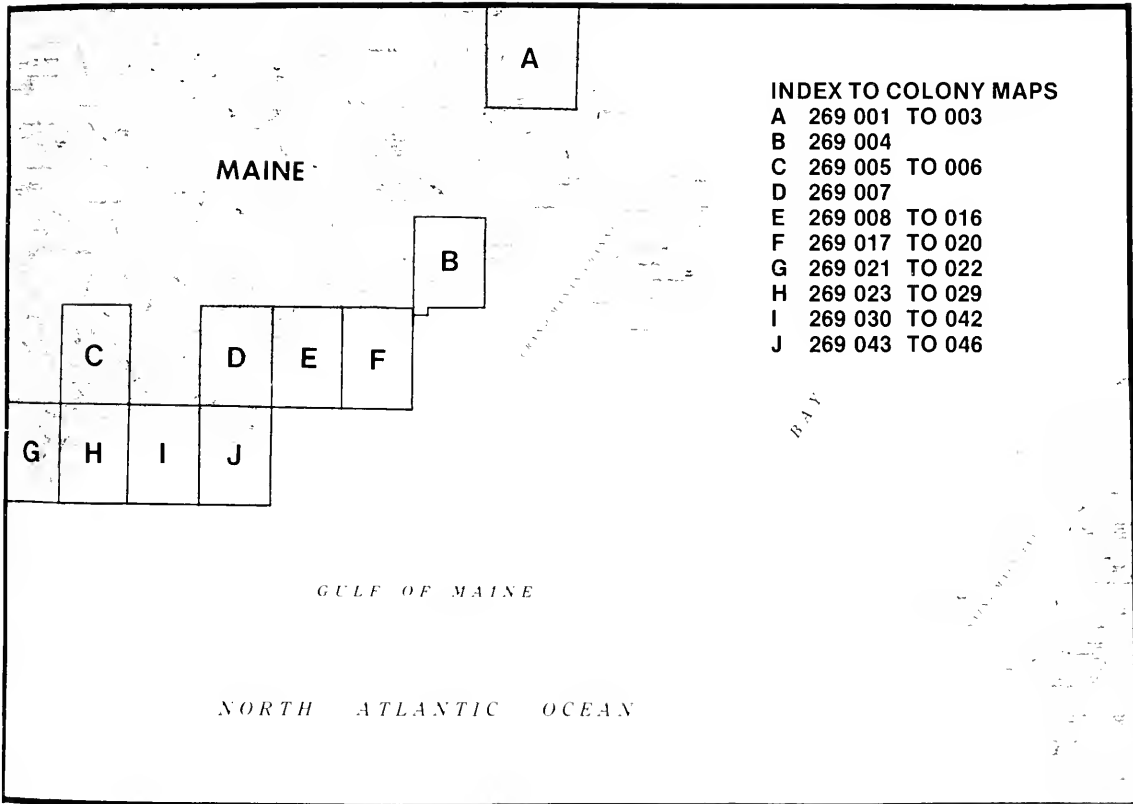 A
INDEX TO COLONY MAPS
A 269 001 TO 003
B 269 004
C 269 005 TO 006
D 269 007
E 269 008 TO 016
F 269 017 TO 020
G 269 021 TO 022
H 269 023 TO 029
I 269 030 TO 042
J 269 043 TO 046
MAINE
B
C D E F
BAY
G H I J
GULF OF MAINE
NORTH ATLANTIC OCEAN